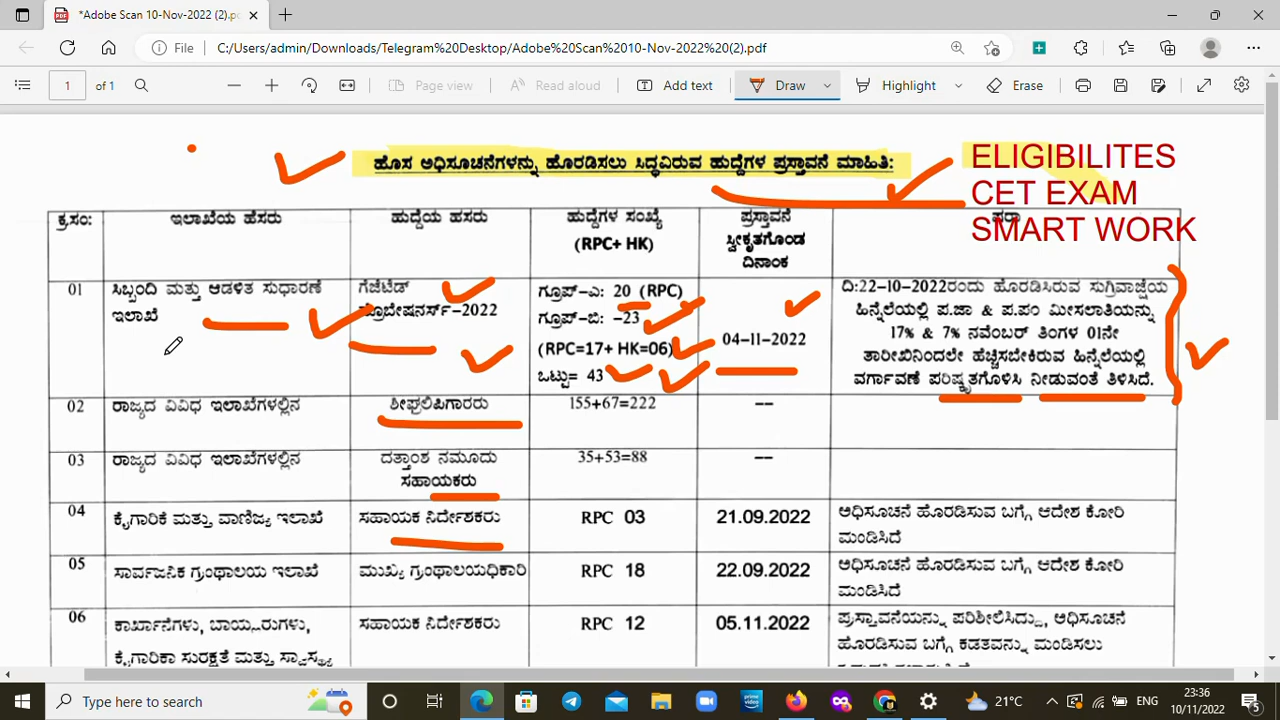 *Adobe Scan 10-Nov-2022 (2).pdf
File C:/Users/admin/Downloads/Telegram%20Desktop/Adobe%20Scan%2010-Nov-2022%20(2).pdf
1 of 1 Page view Read aloud Add text Draw Highlight Erase
ಹೊಸ ಅಧಿಸೂಚನೆಗಳನ್ನು ಹೊರಡಿಸಲು ಸಿದ್ಧವಿರುವ ಹುದ್ದೆಗಳ ಪ್ರಸ್ತಾವನೆ ಮಾಹಿತಿ:
ELIGIBILITES
CET EXAM
SMART WORK
ಕ್ರ.ಸಂ: ಇಲಾಖೆಯ ಹೆಸರು ಹುದ್ದೆಯ ಹಸರು ಹುದ್ದೆಗಳ ಸಂಖ್ಯೆ ಪ್ರಸ್ತಾವನೆ ಷರಾ
(RPC+ HK) ಸ್ವೀಕೃತಗೊಂಡ
ದಿನಾಂಕ
01 ಸಿಬ್ಬಂದಿ ಮತ್ತು ಆಡಳಿತ ಸುಧಾರಣೆ ಗೆಜೆಟೆಡ್ ಗ್ರೂಪ್-ಎ: 20 (RPC) ದಿ:22-10-2022ರಂದು ಹೊರಡಿಸಿರುವ ಸುಗ್ರೀವಾಜ್ಞೆಯ
ಇಲಾಖೆ ಪ್ರೊಬೇಷನರ್ಸ್-2022 ಗ್ರೂಪ್-ಬಿ: -23 ಹಿನ್ನೆಲೆಯಲ್ಲಿ ಪ.ಜಾ & ಪ.ಪಂ ಮೀಸಲಾತಿಯನ್ನು
(RPC=17+ HK=06) 04-11-2022 17% & 7% ನವೆಂಬರ್ ತಿಂಗಳ 01ನೇ
ಒಟ್ಟು= 43 ತಾರೀಖಿನಿಂದಲೇ ಹೆಚ್ಚಿಸಬೇಕಿರುವ ಹಿನ್ನೆಲೆಯಲ್ಲಿ
ವರ್ಗಾವಣೆ ಪರಿಷ್ಕೃತಗೊಳಿಸಿ ನೀಡುವಂತೆ ತಿಳಿಸಿದೆ.
02 ರಾಜ್ಯದ ವಿವಿಧ ಇಲಾಖೆಗಳಲ್ಲಿನ ಶೀಘ್ರಲಿಪಿಗಾರರು 155+67=222 --
03 ರಾಜ್ಯದ ವಿವಿಧ ಇಲಾಖೆಗಳಲ್ಲಿನ ದತ್ತಾಂಶ ನಮೂದು 35+53=88 --
ಸಹಾಯಕರು
04 ಕೈಗಾರಿಕೆ ಮತ್ತು ವಾಣಿಜ್ಯ ಇಲಾಖೆ ಸಹಾಯಕ ನಿರ್ದೇಶಕರು RPC 03 21.09.2022 ಅಧಿಸೂಚನೆ ಹೊರಡಿಸುವ ಬಗ್ಗೆ ಆದೇಶ ಕೋರಿ
ಮಂಡಿಸಿದೆ
05 ಸಾರ್ವಜನಿಕ ಗ್ರಂಥಾಲಯ ಇಲಾಖೆ ಮುಖ್ಯ ಗ್ರಂಥಾಲಯಧಿಕಾರಿ RPC 18 22.09.2022 ಅಧಿಸೂಚನೆ ಹೊರಡಿಸುವ ಬಗ್ಗೆ ಆದೇಶ ಕೋರಿ
ಮಂಡಿಸಿದೆ
06 ಕಾರ್ಖಾನೆಗಳು, ಬಾಯ್ಲರುಗಳು, ಸಹಾಯಕ ನಿರ್ದೇಶಕರು RPC 12 05.11.2022 ಪ್ರಸ್ತಾವನೆಯನ್ನು ಪರಿಶೀಲಿಸಿದ್ದು, ಅಧಿಸೂಚನೆ
ಕೈಗಾರಿಕಾ ಸುರಕ್ಷತೆ ಮತ್ತು ಸ್ವಾಸ್ಥ್ಯ ಹೊರಡಿಸುವ ಬಗ್ಗೆ ಕಡತವನ್ನು ಮಂಡಿಸಲು
Type here to search 21°C ENG 23:36
10/11/2022 5